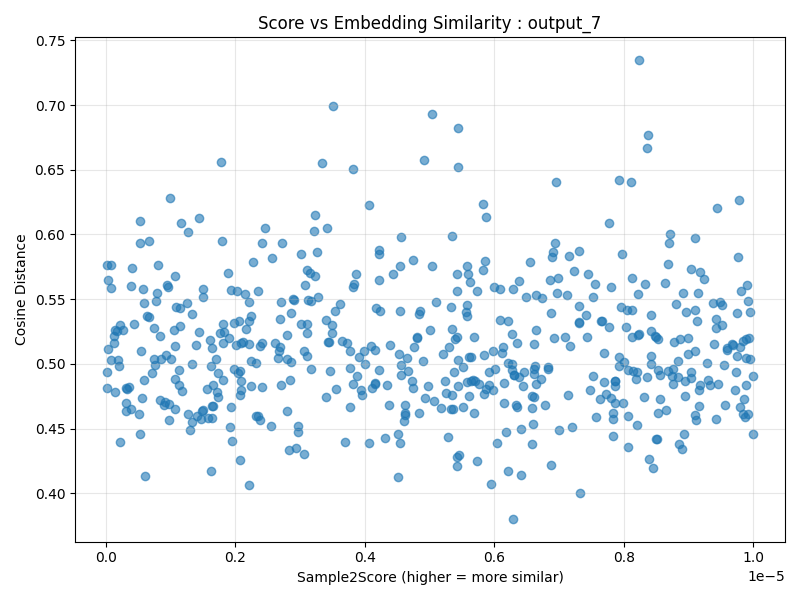 Score vs Embedding Similarity : output_7
Cosine Distance
0.75
0.70
0.65
0.60
0.55
0.50
0.45
0.40
0.0 0.2 0.4 0.6 0.8 1.0
1e−5
Sample2Score (higher = more similar)